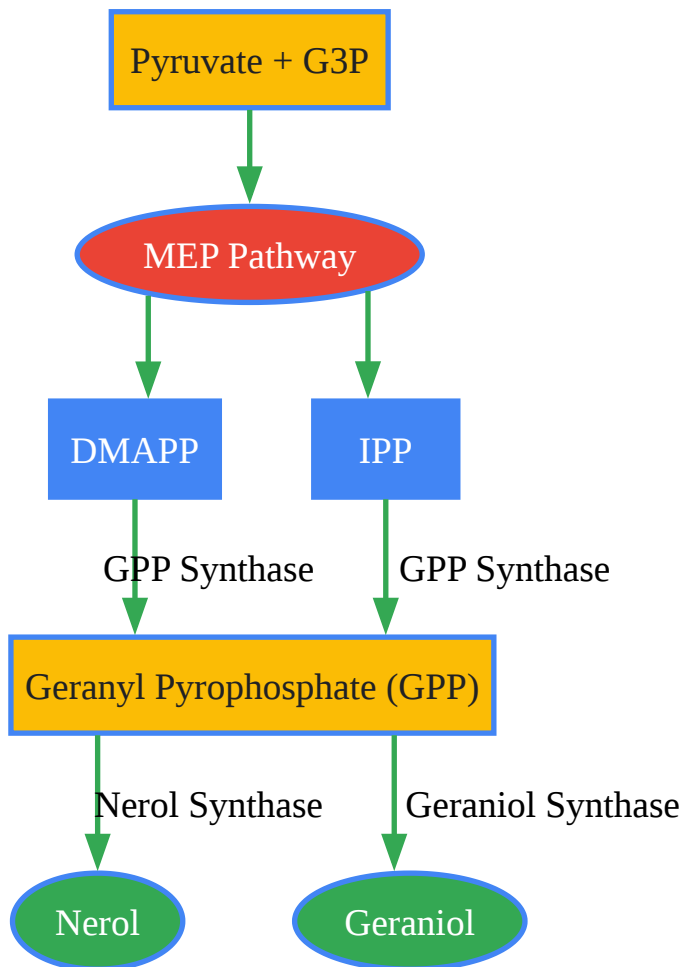 Pyruvate + G3P
MEP Pathway
DMAPP
IPP
GPP Synthase
GPP Synthase
Geranyl Pyrophosphate (GPP)
Nerol Synthase
Geraniol Synthase
Nerol
Geraniol